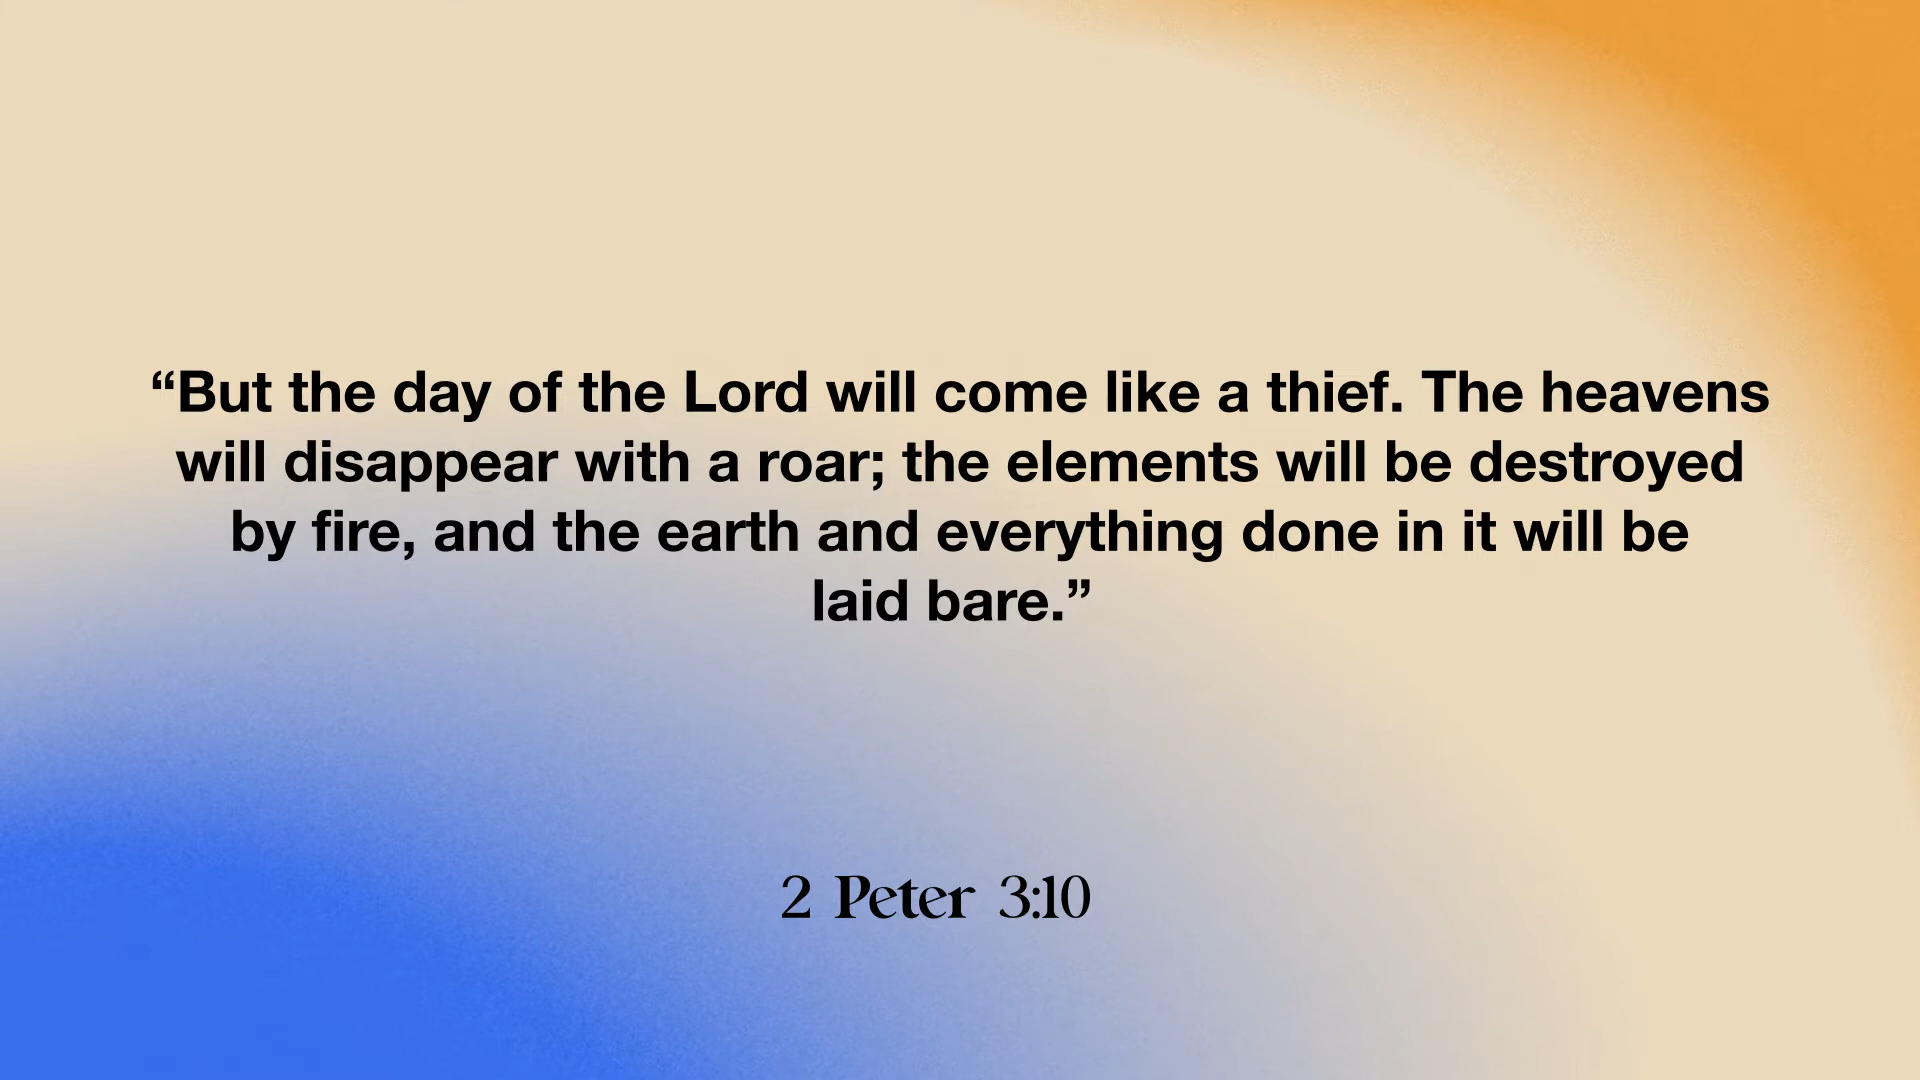 “But the day of the Lord will come like a thief. The heavens
will disappear with a roar; the elements will be destroyed
by fire, and the earth and everything done in it will be
laid bare.”
2 Peter 3:10